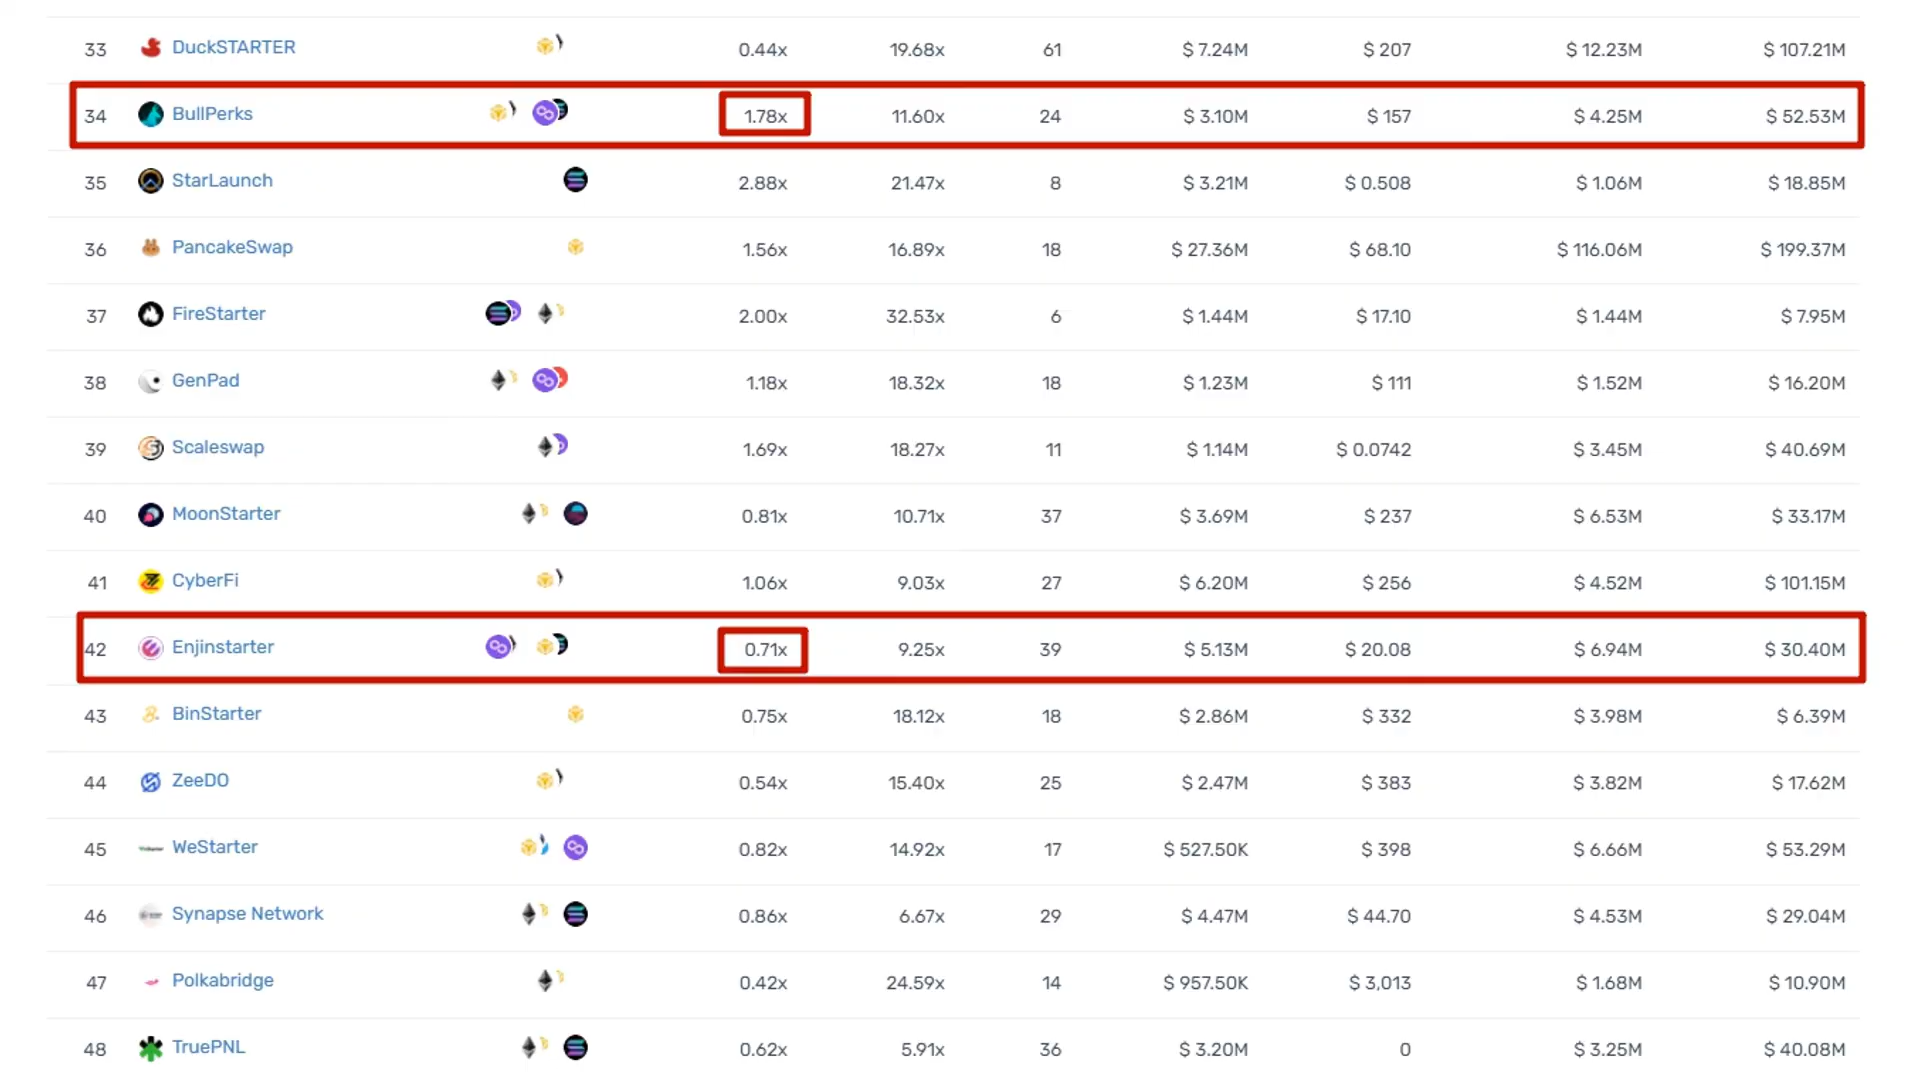 33 DuckSTARTER 0.44x 19.68x 61 $ 7.24M $ 207 $ 12.23M $ 107.21M
34 BullPerks 1.78x 11.60x 24 $ 3.10M $ 157 $ 4.25M $ 52.53M
35 StarLaunch 2.88x 21.47x 8 $ 3.21M $ 0.508 $ 1.06M $ 18.85M
36 PancakeSwap 1.56x 16.89x 18 $ 27.36M $ 68.10 $ 116.06M $ 199.37M
37 FireStarter 2.00x 32.53x 6 $ 1.44M $ 17.10 $ 1.44M $ 7.95M
38 GenPad 1.18x 18.32x 18 $ 1.23M $ 111 $ 1.52M $ 16.20M
39 Scaleswap 1.69x 18.27x 11 $ 1.14M $ 0.0742 $ 3.45M $ 40.69M
40 MoonStarter 0.81x 10.71x 37 $ 3.69M $ 237 $ 6.53M $ 33.17M
41 CyberFi 1.06x 9.03x 27 $ 6.20M $ 256 $ 4.52M $ 101.15M
42 Enjinstarter 0.71x 9.25x 39 $ 5.13M $ 20.08 $ 6.94M $ 30.40M
43 BinStarter 0.75x 18.12x 18 $ 2.86M $ 332 $ 3.98M $ 6.39M
44 ZeeDO 0.54x 15.40x 25 $ 2.47M $ 383 $ 3.82M $ 17.62M
45 WeStarter 0.82x 14.92x 17 $ 527.50K $ 398 $ 6.66M $ 53.29M
46 Synapse Network 0.86x 6.67x 29 $ 4.47M $ 44.70 $ 4.53M $ 29.04M
47 Polkabridge 0.42x 24.59x 14 $ 957.50K $ 3,013 $ 1.68M $ 10.90M
48 TruePNL 0.62x 5.91x 36 $ 3.20M 0 $ 3.25M $ 40.08M